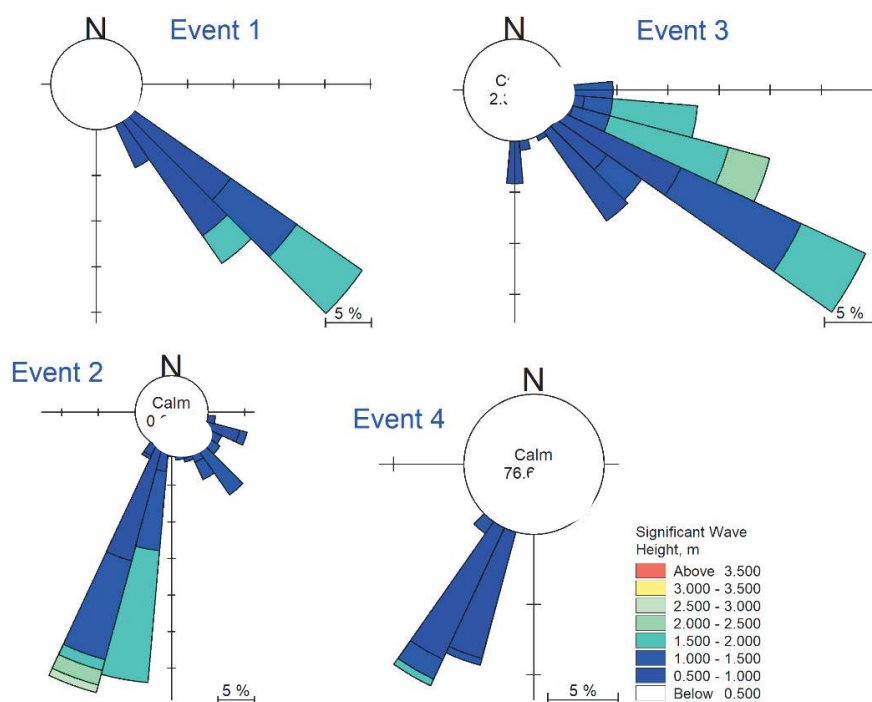 N
Event 1
5 %
N
Event 3
5 %
Event 2
N
Calm
5 %
Event 4
N
Calm
5 %
Significant Wave
Height, m
Above 3.500
3.000 - 3.500
2.500 - 3.000
2.000 - 2.500
1.500 - 2.000
1.000 - 1.500
0.500 - 1.000
Below 0.500